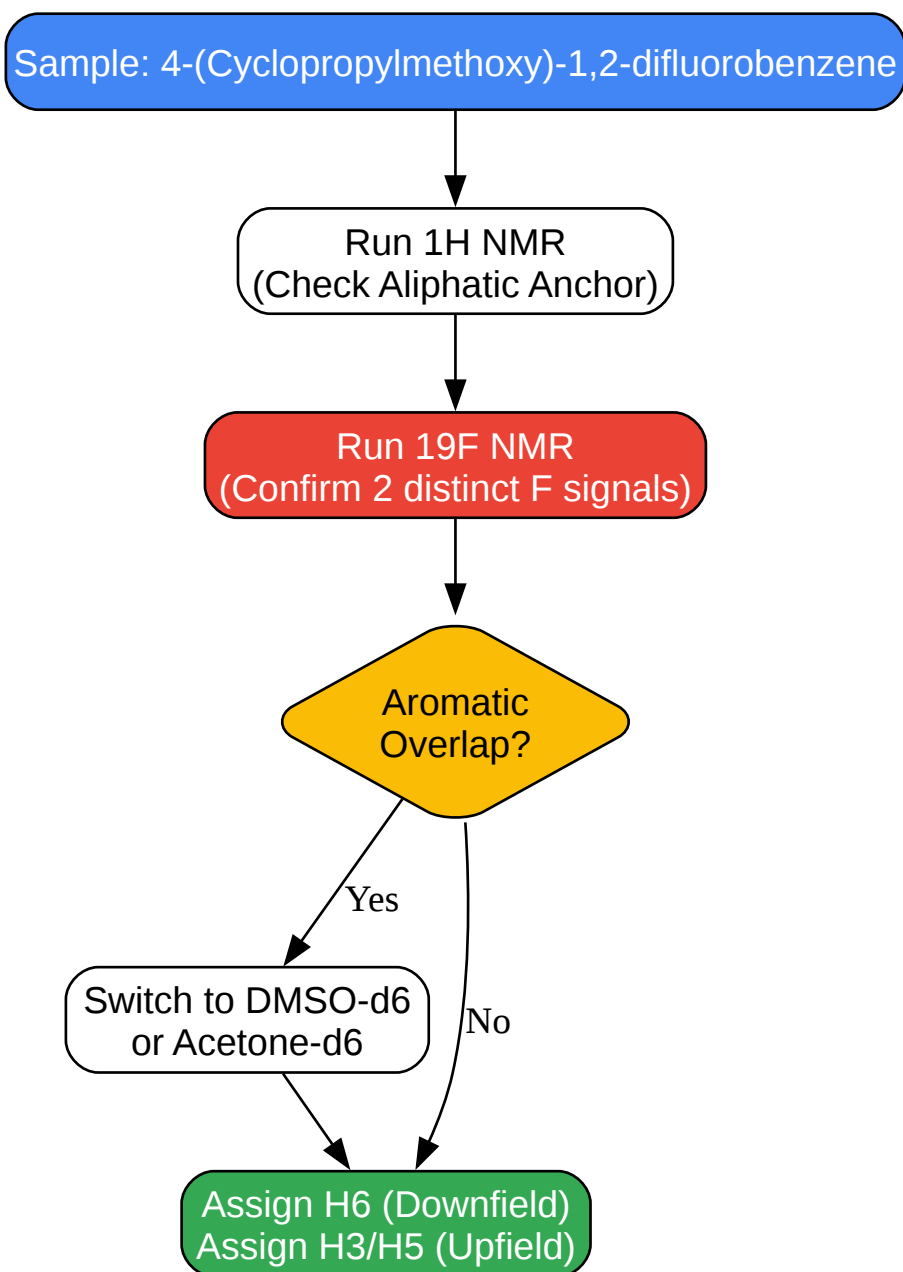 Sample: 4-(Cyclopropylmethoxy)-1,2-difluorobenzene
Run 1H NMR
(Check Aliphatic Anchor)
Run 19F NMR
(Confirm 2 distinct F signals)
Aromatic
Overlap?
Yes
Switch to DMSO-d6
or Acetone-d6
No
Assign H6 (Downfield)
Assign H3/H5 (Upfield)